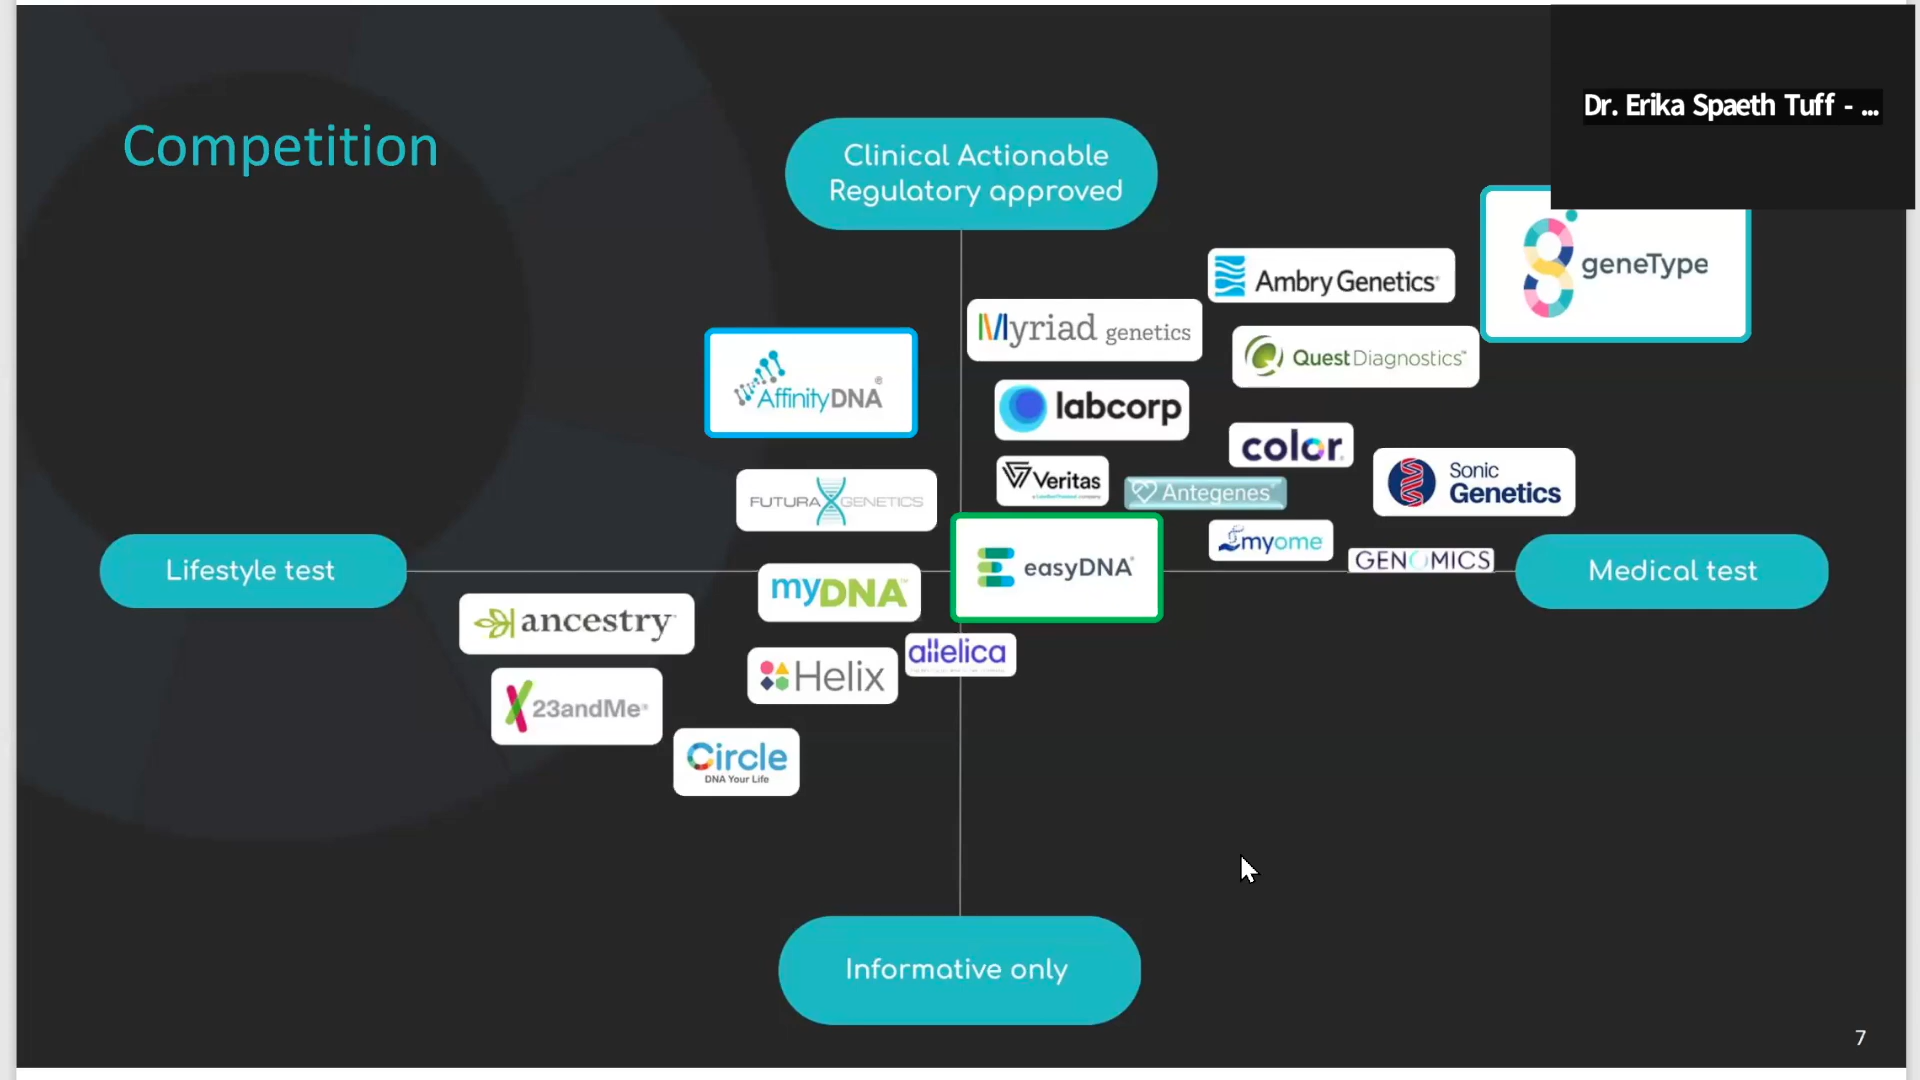 Dr. Erika Spaeth Tuff - ...
Competition
Clinical Actionable
Regulatory approved
geneType
Ambry Genetics
Myriad genetics
Quest Diagnostics™
AffinityDNA®
labcorp
color
Sonic
Genetics
Veritas
Antegenes
FUTURA GENETICS
myome
GENOMICS
easyDNA®
Lifestyle test
Medical test
myDNA™
ancestry
allelica
Helix
23andMe®
Circle
DNA Your Life
Informative only
7